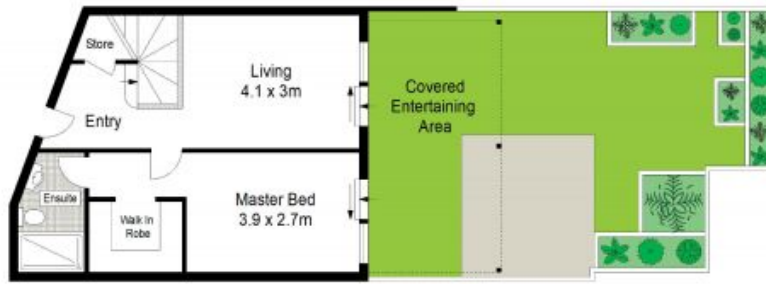 Store
Living
4.1 x 3m
Entry
Covered
Entertaining
Area
Ensuite
Walk In
Robe
Master Bed
3.9 x 2.7m